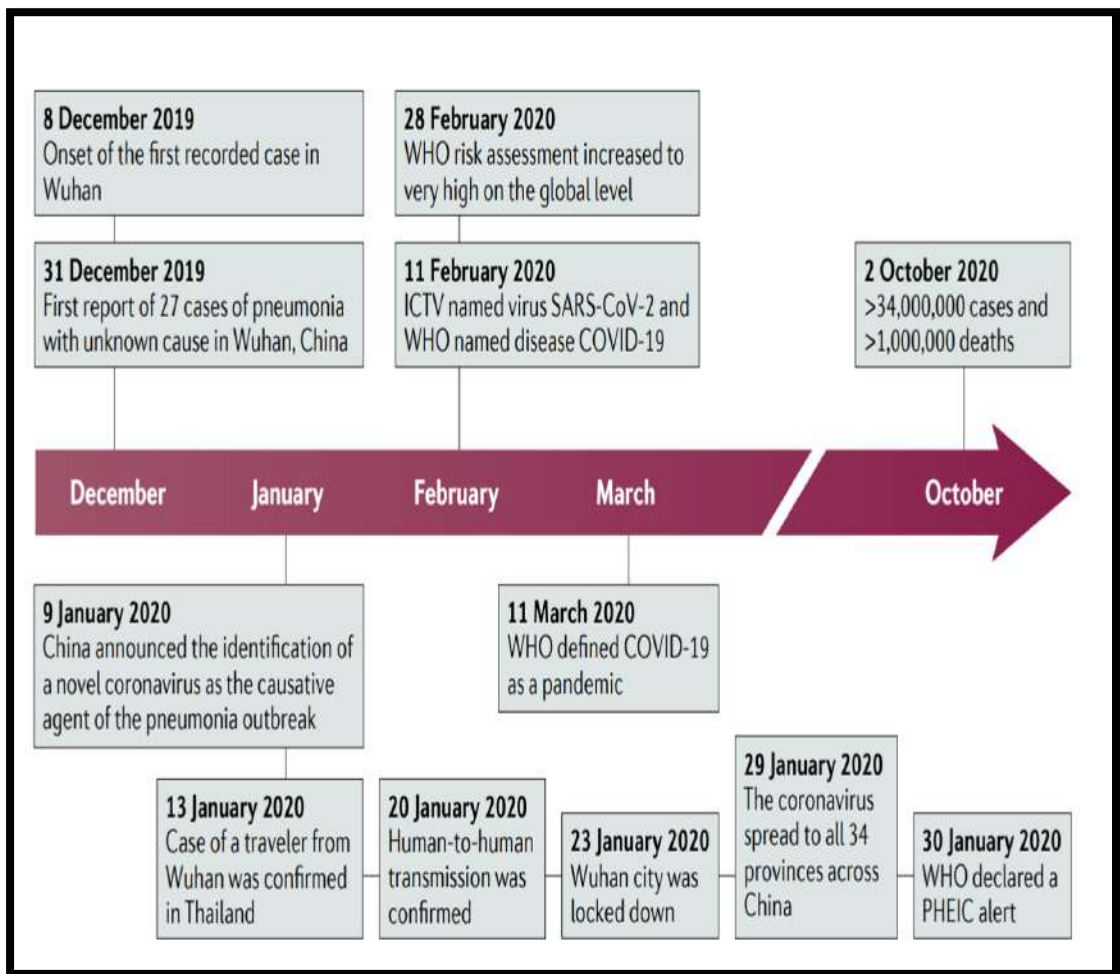 8 December 2019
Onset of the first recorded case in
Wuhan
31 December 2019
First report of 27 cases of pneumonia
with unknown cause in Wuhan, China
28 February 2020
WHO risk assessment increased to
very high on the global level
11 February 2020
ICTV named virus SARS-CoV-2 and
WHO named disease COVID-19
2 October 2020
>34,000,000 cases and
>1,000,000 deaths
December January February March October
9 January 2020
China announced the identification of
a novel coronavirus as the causative
agent of the pneumonia outbreak
11 March 2020
WHO defined COVID-19
as a pandemic
13 January 2020
Case of a traveler from
Wuhan was confirmed
in Thailand
20 January 2020
Human-to-human
transmission was
confirmed
23 January 2020
Wuhan city was
locked down
29 January 2020
The coronavirus
spread to all 34
provinces across
China
30 January 2020
WHO declared a
PHEIC alert